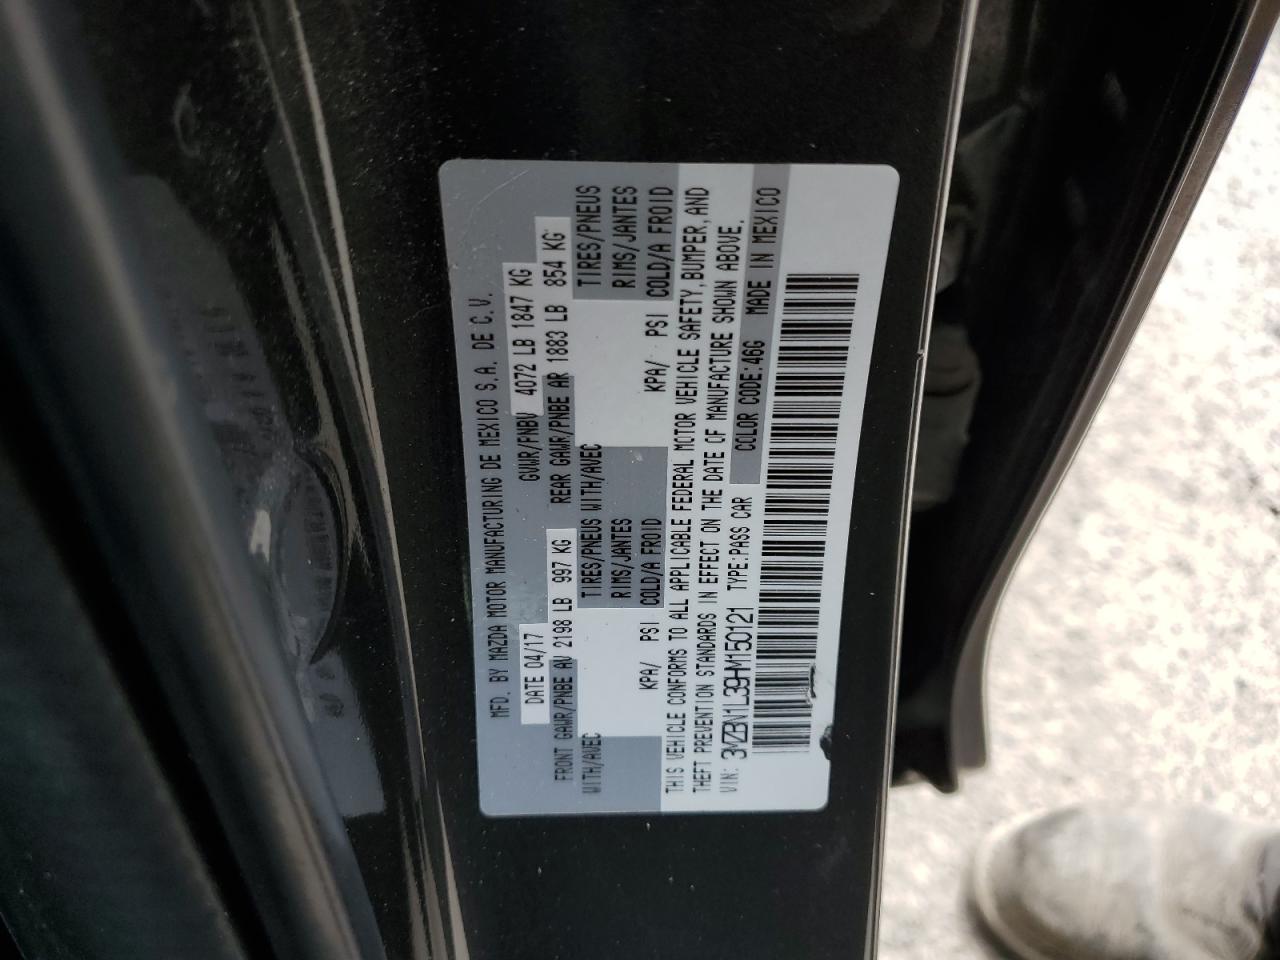 MFD. BY MAZDA MOTOR MANUFACTURING DE MEXICO S.A. DE C.V.
DATE 04/17 GVWR/PNBV 4072 LB 1847 KG
FRONT GAWR/PNBE AV 2198 LB 997 KG REAR GAWR/PNBE AR 1883 LB 854 KG
WITH/AVEC TIRES/PNEUS WITH/AVEC TIRES/PNEUS
RIMS/JANTES RIMS/JANTES
KPA/ PSI COLD/A FROID KPA/ PSI COLD/A FROID
THIS VEHICLE CONFORMS TO ALL APPLICABLE FEDERAL MOTOR VEHICLE SAFETY, BUMPER, AND
THEFT PREVENTION STANDARDS IN EFFECT ON THE DATE OF MANUFACTURE SHOWN ABOVE.
VIN: 3MZBN1L39HM150121 TYPE:PASS CAR COLOR CODE:46G MADE IN MEXICO